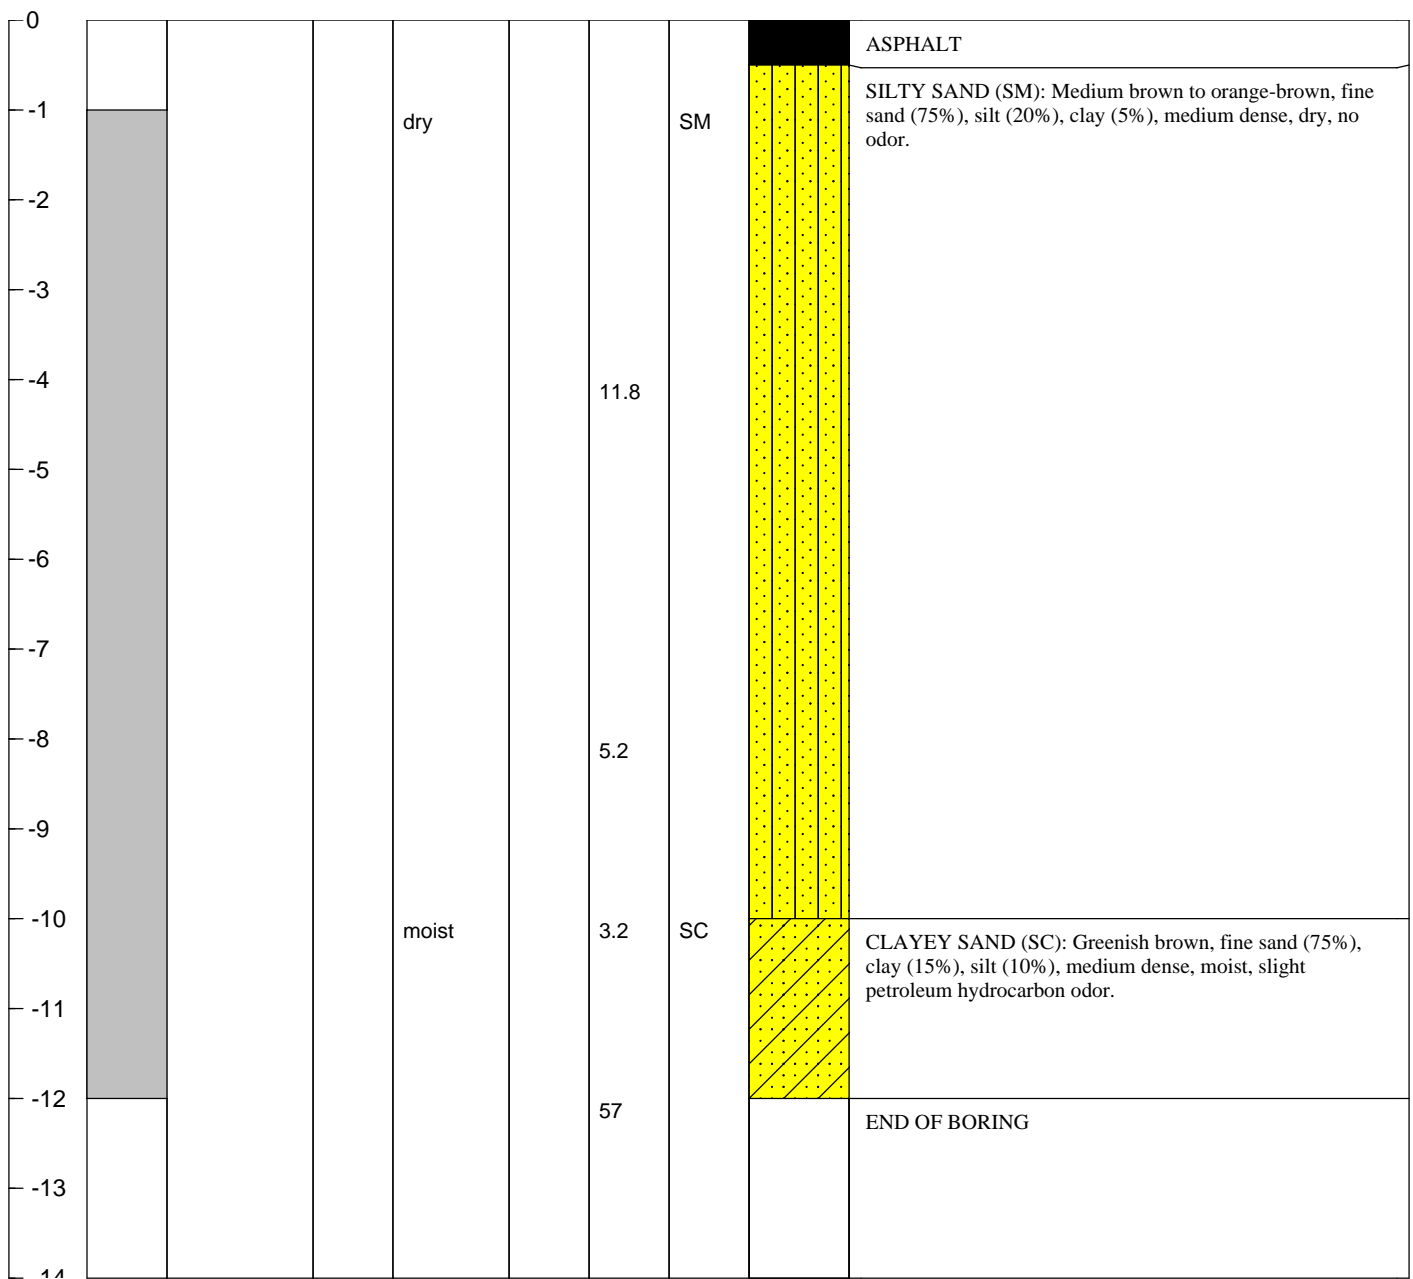 0
ASPHALT
SILTY SAND (SM): Medium brown to orange-brown, fine
sand (75%), silt (20%), clay (5%), medium dense, dry, no
odor.
-1
dry
SM
-2
-3
-4
11.8
-5
-6
-7
-8
5.2
-9
-10
moist
3.2
SC
CLAYEY SAND (SC): Greenish brown, fine sand (75%),
clay (15%), silt (10%), medium dense, moist, slight
petroleum hydrocarbon odor.
-11
-12
57
END OF BORING
-13
-14